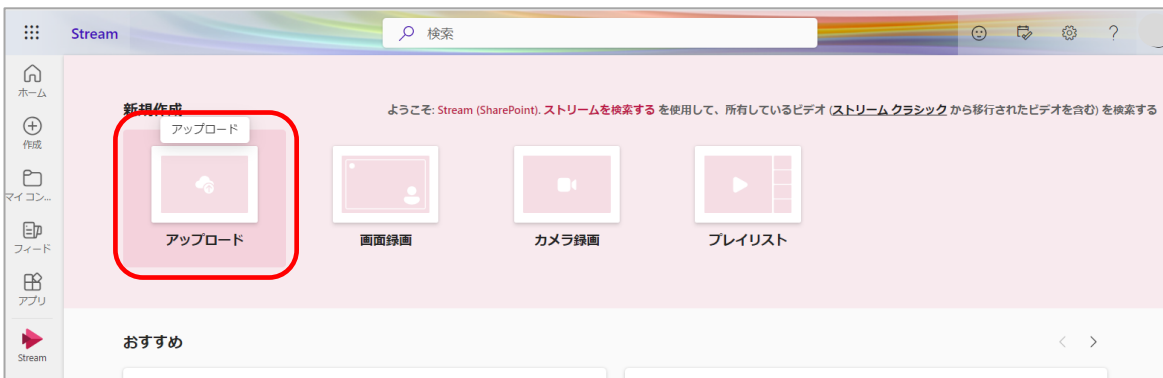 Stream
検索
ホーム
作成
マイ コン...
フィード
アプリ
Stream
新規作成
ようこそ: Stream (SharePoint). ストリームを検索する を使用して、所有しているビデオ (ストリーム クラシック から移行されたビデオを含む) を検索する
アップロード
アップロード
画面録画
カメラ録画
プレイリスト
おすすめ